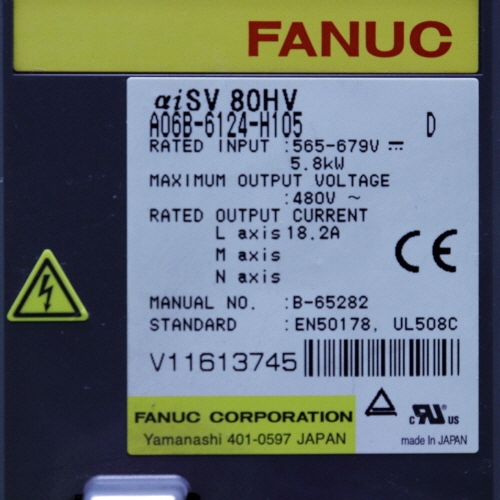 FANUC
αiSV 80HV
A06B-6124-H105 D
RATED INPUT :565-679V ⎓
5.8kW
MAXIMUM OUTPUT VOLTAGE
:480V ~
RATED OUTPUT CURRENT
L axis 18.2A
M axis
N axis
CE
MANUAL NO. :B-65282
STANDARD :EN50178, UL508C
V11613745
FANUC CORPORATION
Yamanashi 401-0597 JAPAN
c RU us
made in JAPAN